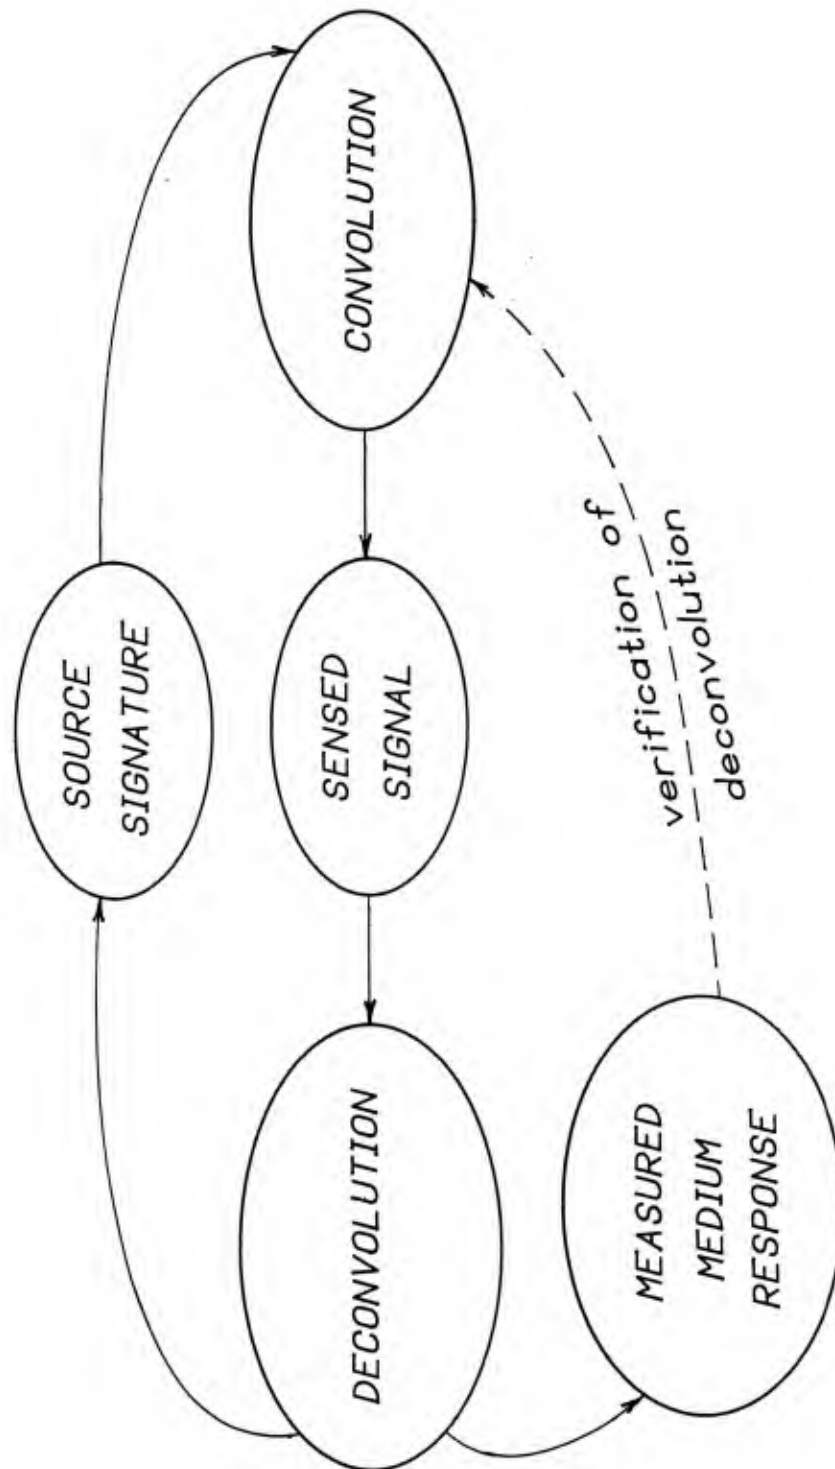 SOURCE
SIGNATURE
DECONVOLUTION
SENSED
SIGNAL
CONVOLUTION
MEASURED
MEDIUM
RESPONSE
verification of
deconvolution